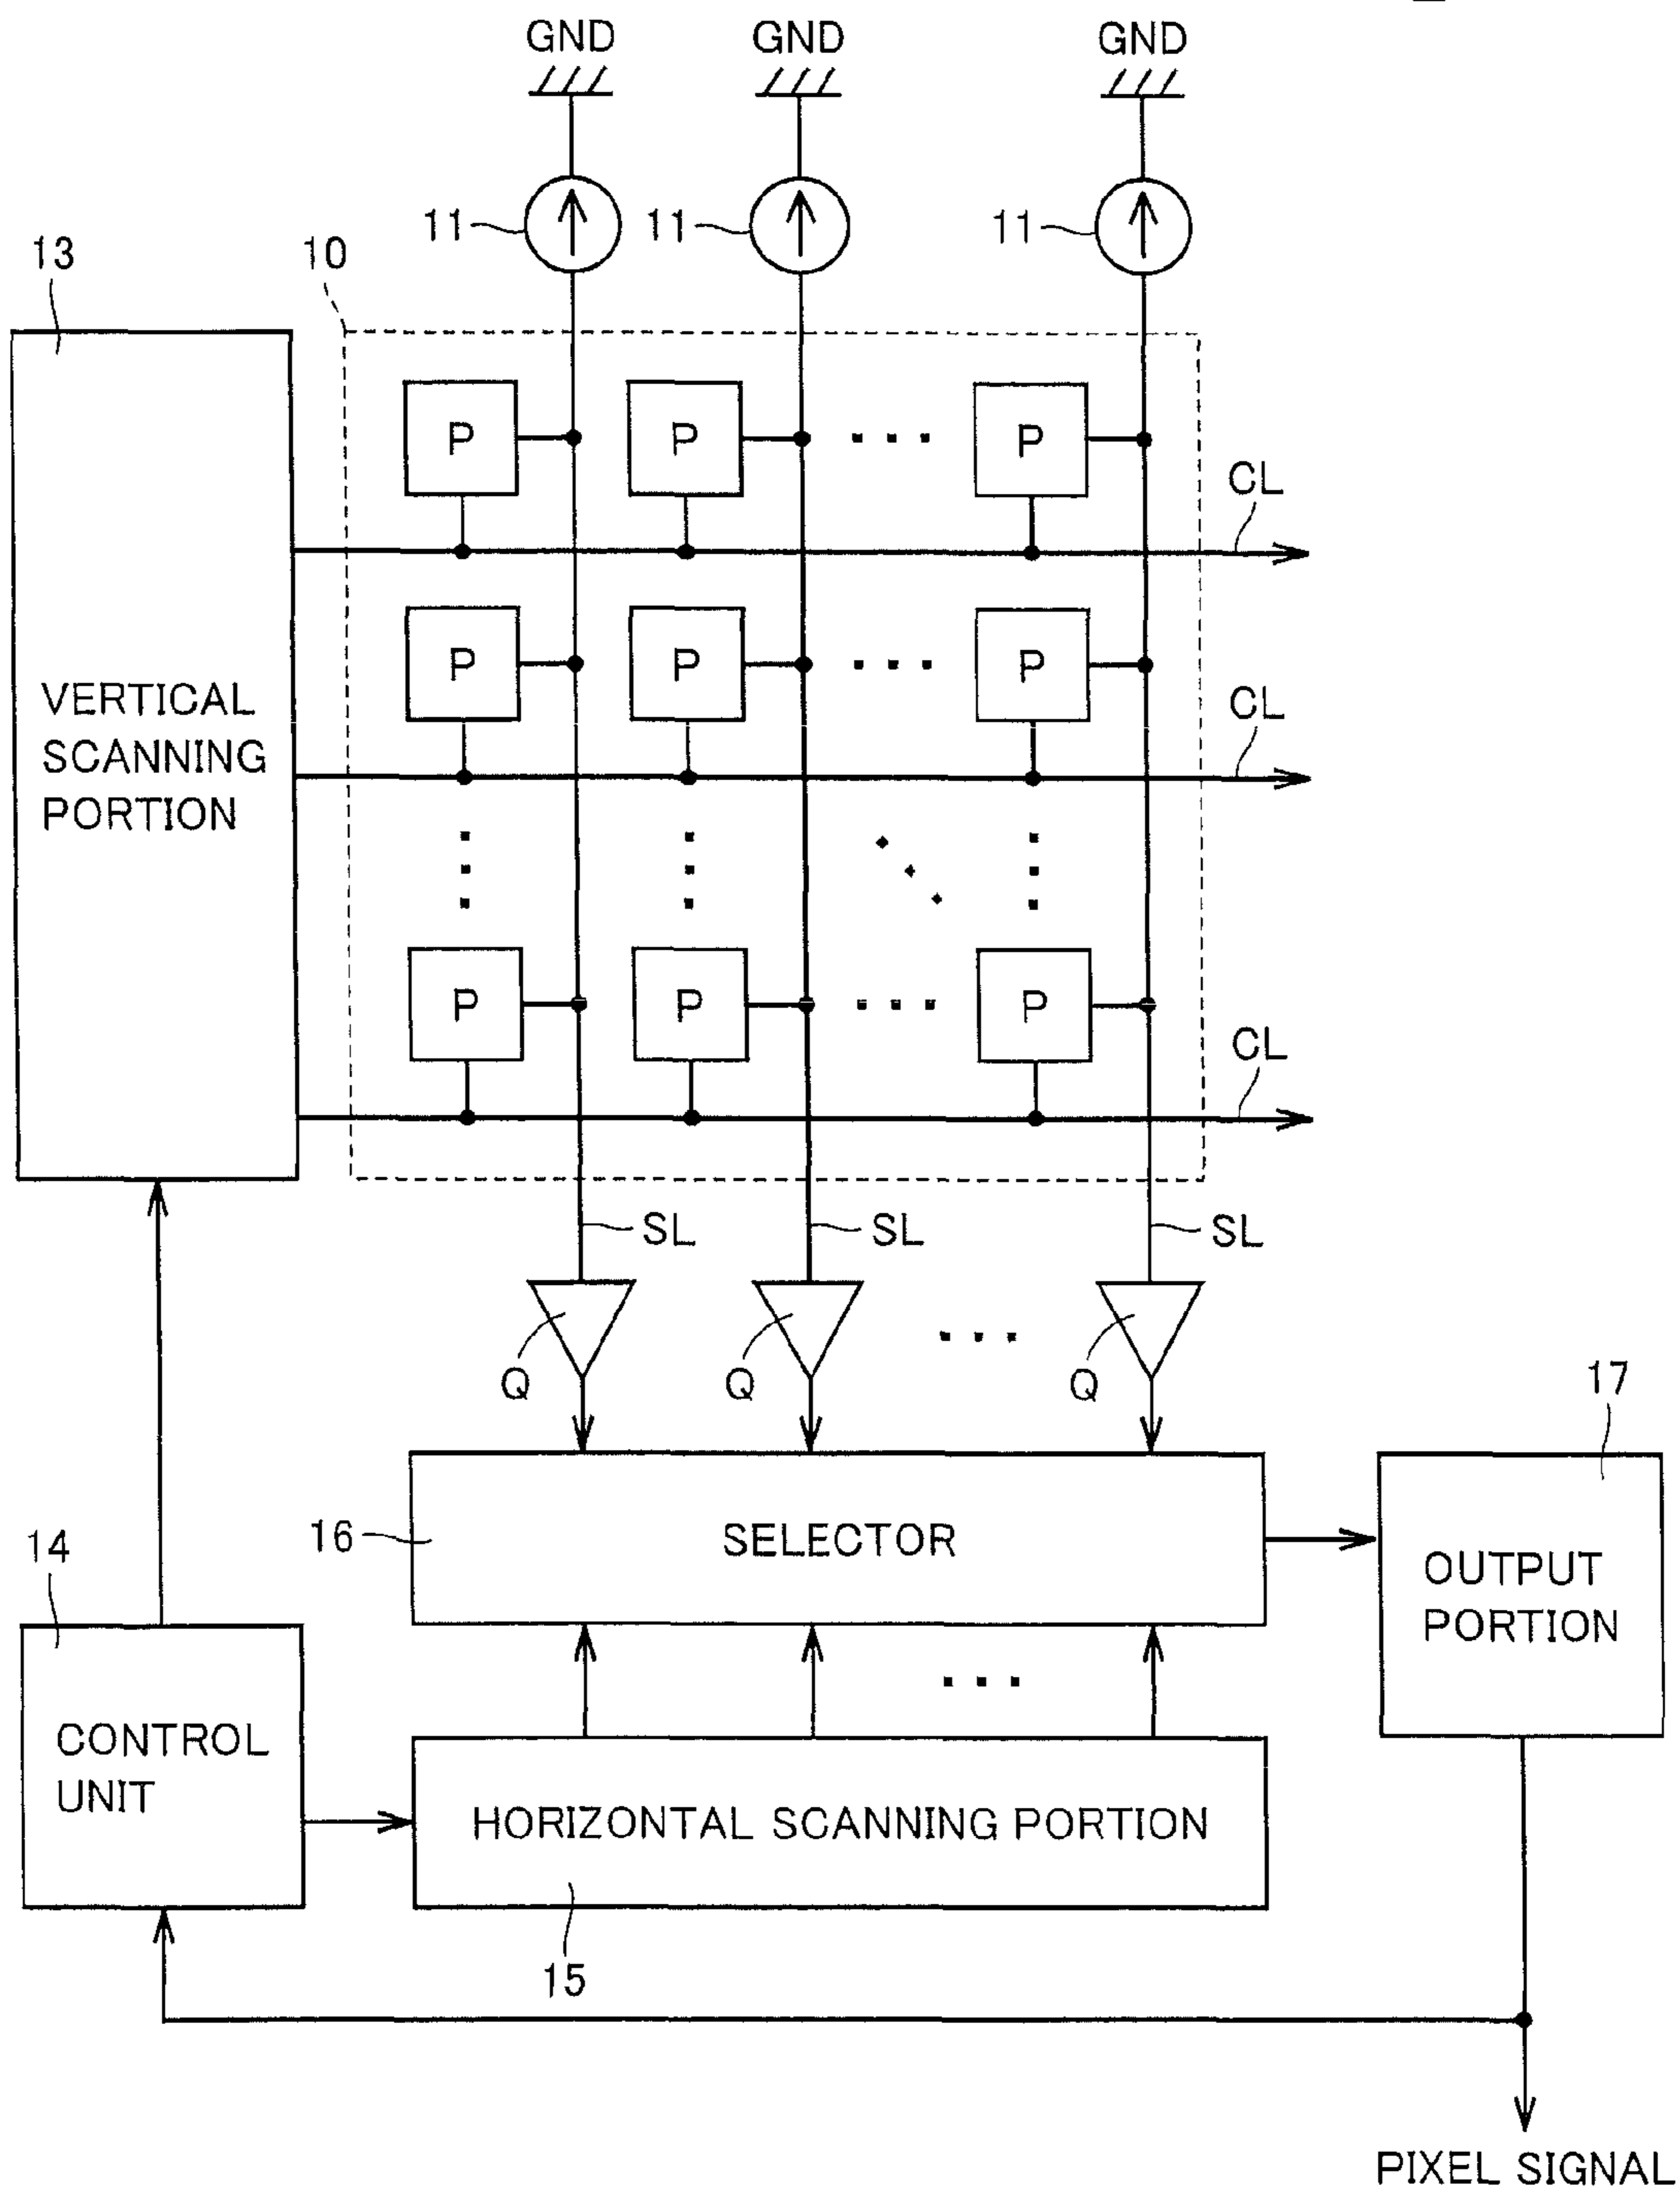 GND GND GND
11 11 11
13 10
P P P
CL
P P P
CL
VERTICAL
SCANNING
PORTION
P P P
CL
SL SL SL
Q Q Q
17
16 SELECTOR
14
OUTPUT
PORTION
CONTROL
UNIT
HORIZONTAL SCANNING PORTION
15
PIXEL SIGNAL